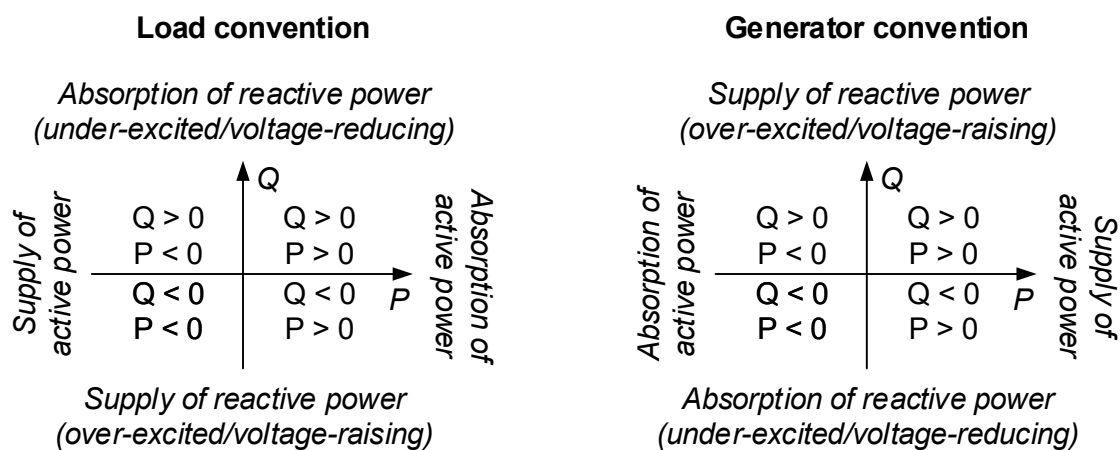 Load convention
Absorption of reactive power
(under-excited/voltage-reducing)
Supply of
active power
Q
Q > 0
P < 0
Q > 0
P > 0
P
Q < 0
P < 0
Q < 0
P > 0
Absorption of
active power
Supply of reactive power
(over-excited/voltage-raising)
Generator convention
Supply of reactive power
(over-excited/voltage-raising)
Absorption of
active power
Q
Q > 0
P < 0
Q > 0
P > 0
P
Q < 0
P < 0
Q < 0
P > 0
Supply of
active power
Absorption of reactive power
(under-excited/voltage-reducing)